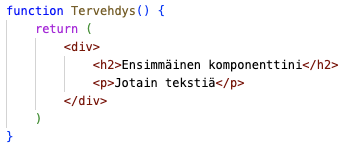 function Tervehdys() {
    return (
        <div>
            <h2>Ensimmäinen komponenttini</h2>
            <p>Jotain tekstiä</p>
        </div>
    )
}